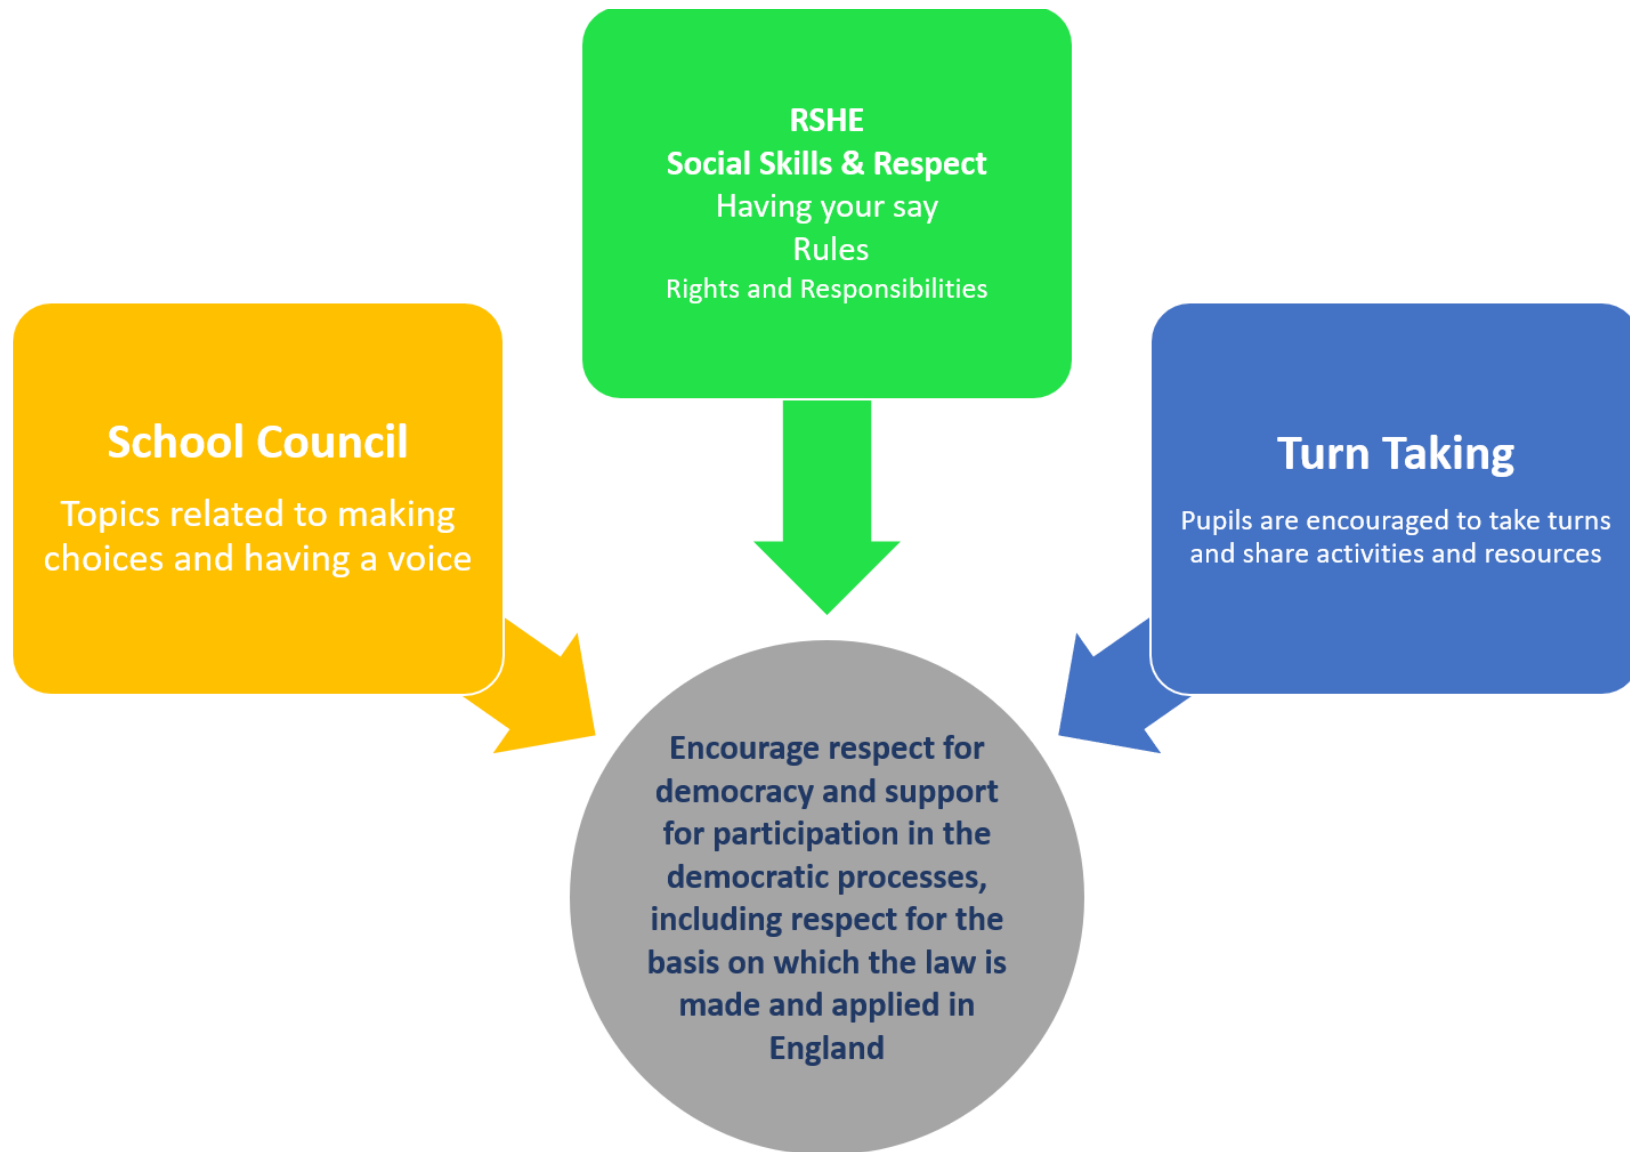 RSHE
Social Skills & Respect
Having your say
Rules
Rights and Responsibilities
School Council
Topics related to making
choices and having a voice
Turn Taking
Pupils are encouraged to take turns
and share activities and resources
Encourage respect for
democracy and support
for participation in the
democratic processes,
including respect for the
basis on which the law is
made and applied in
England